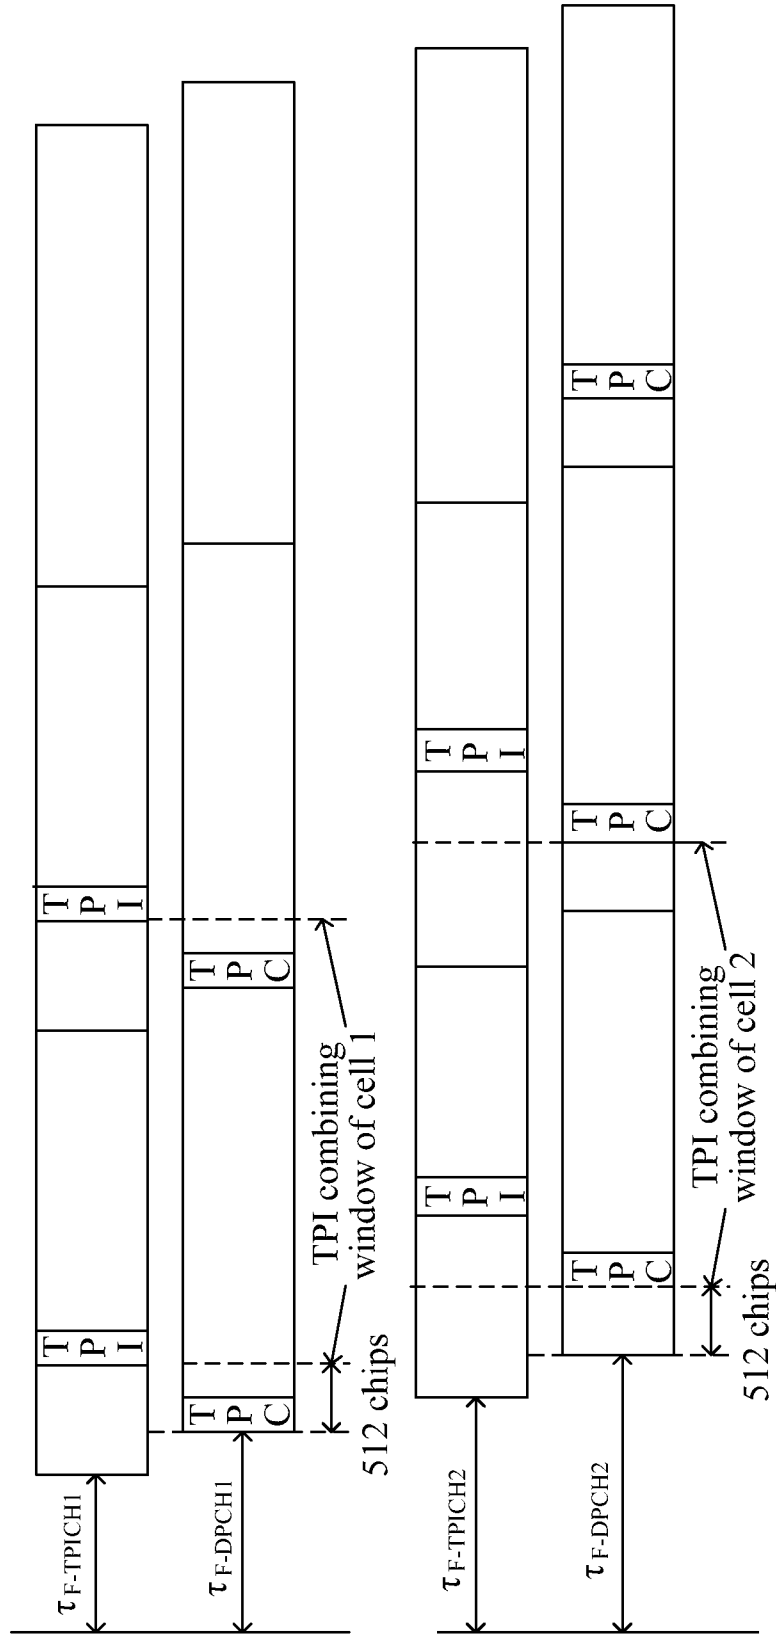 τF-TPICH1
T P I
T P I
τF-DPCH1
T P C
T P C
512 chips
TPI combining
window of cell 1
τF-TPICH2
T P I
T P I
τF-DPCH2
T P C
T P C
T P C
512 chips
TPI combining
window of cell 2